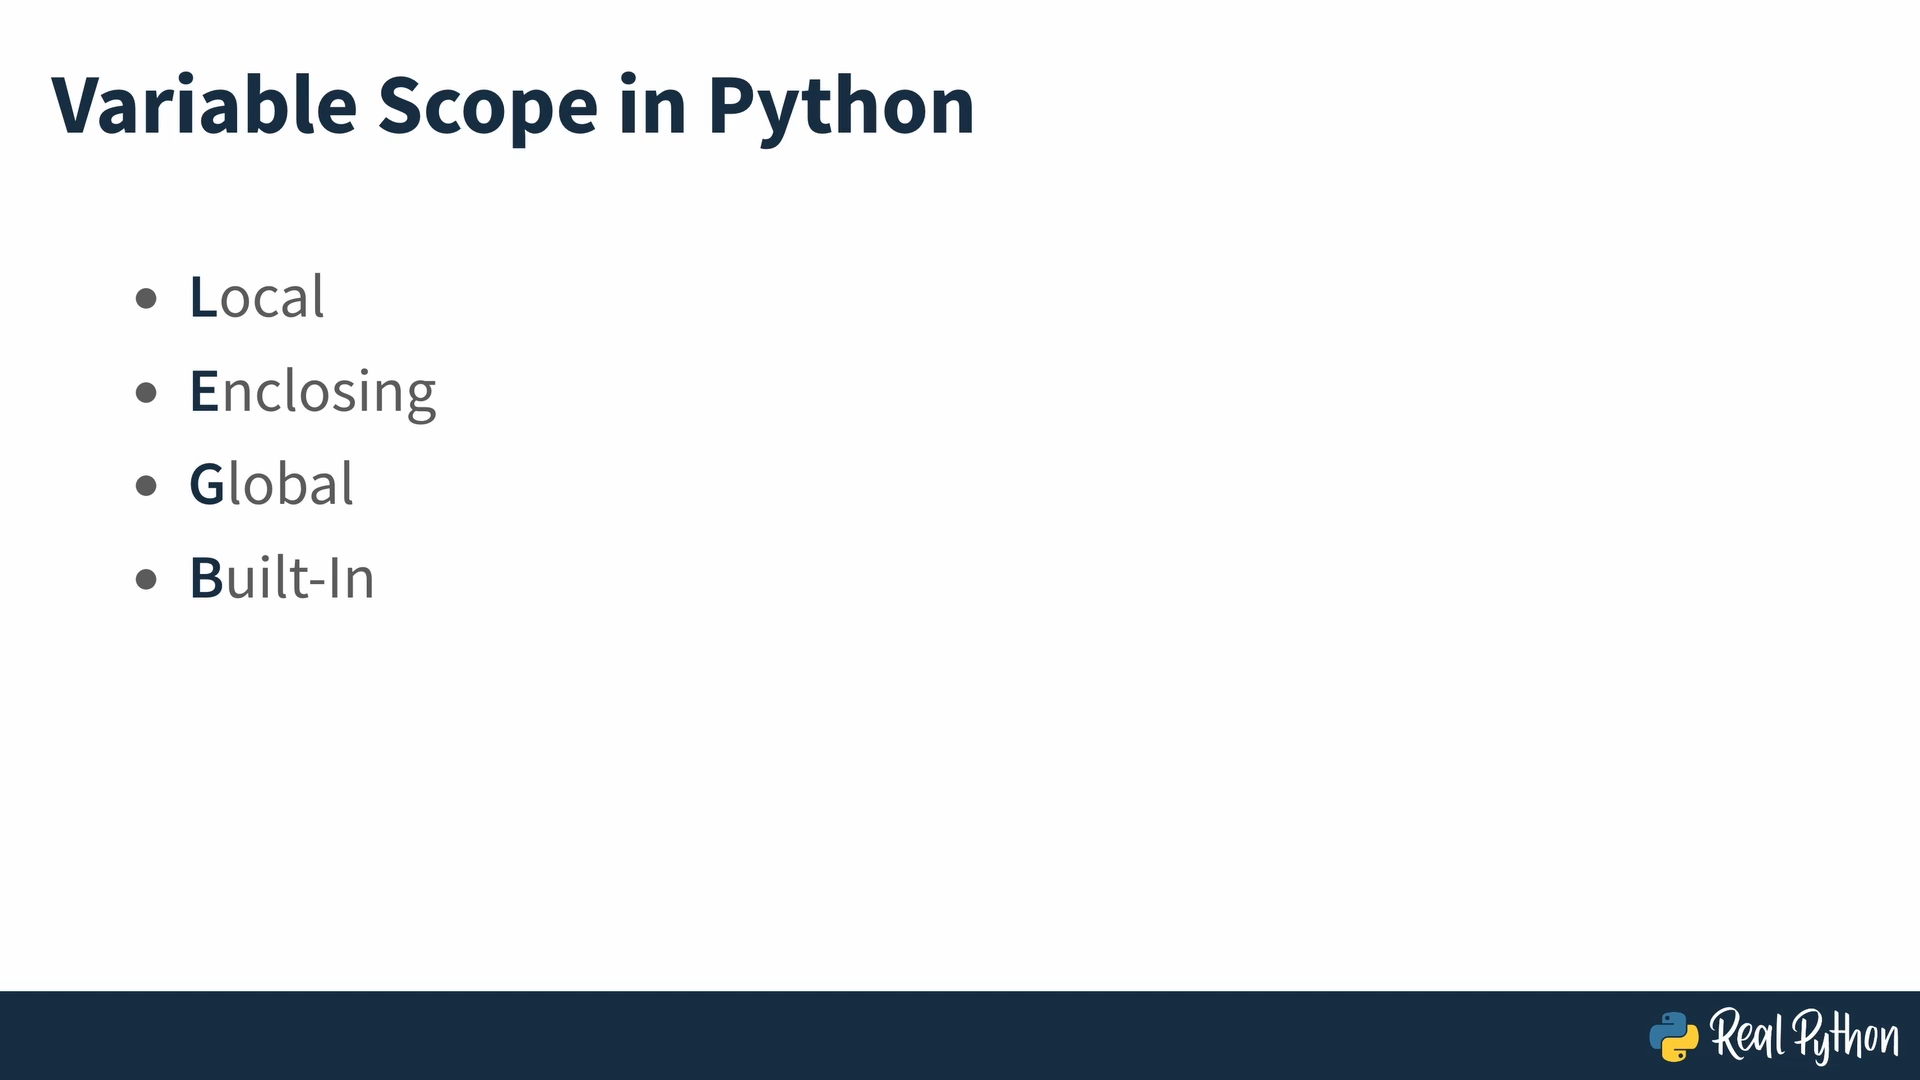 Variable Scope in Python
• Local
• Enclosing
• Global
• Built-In
Real Python